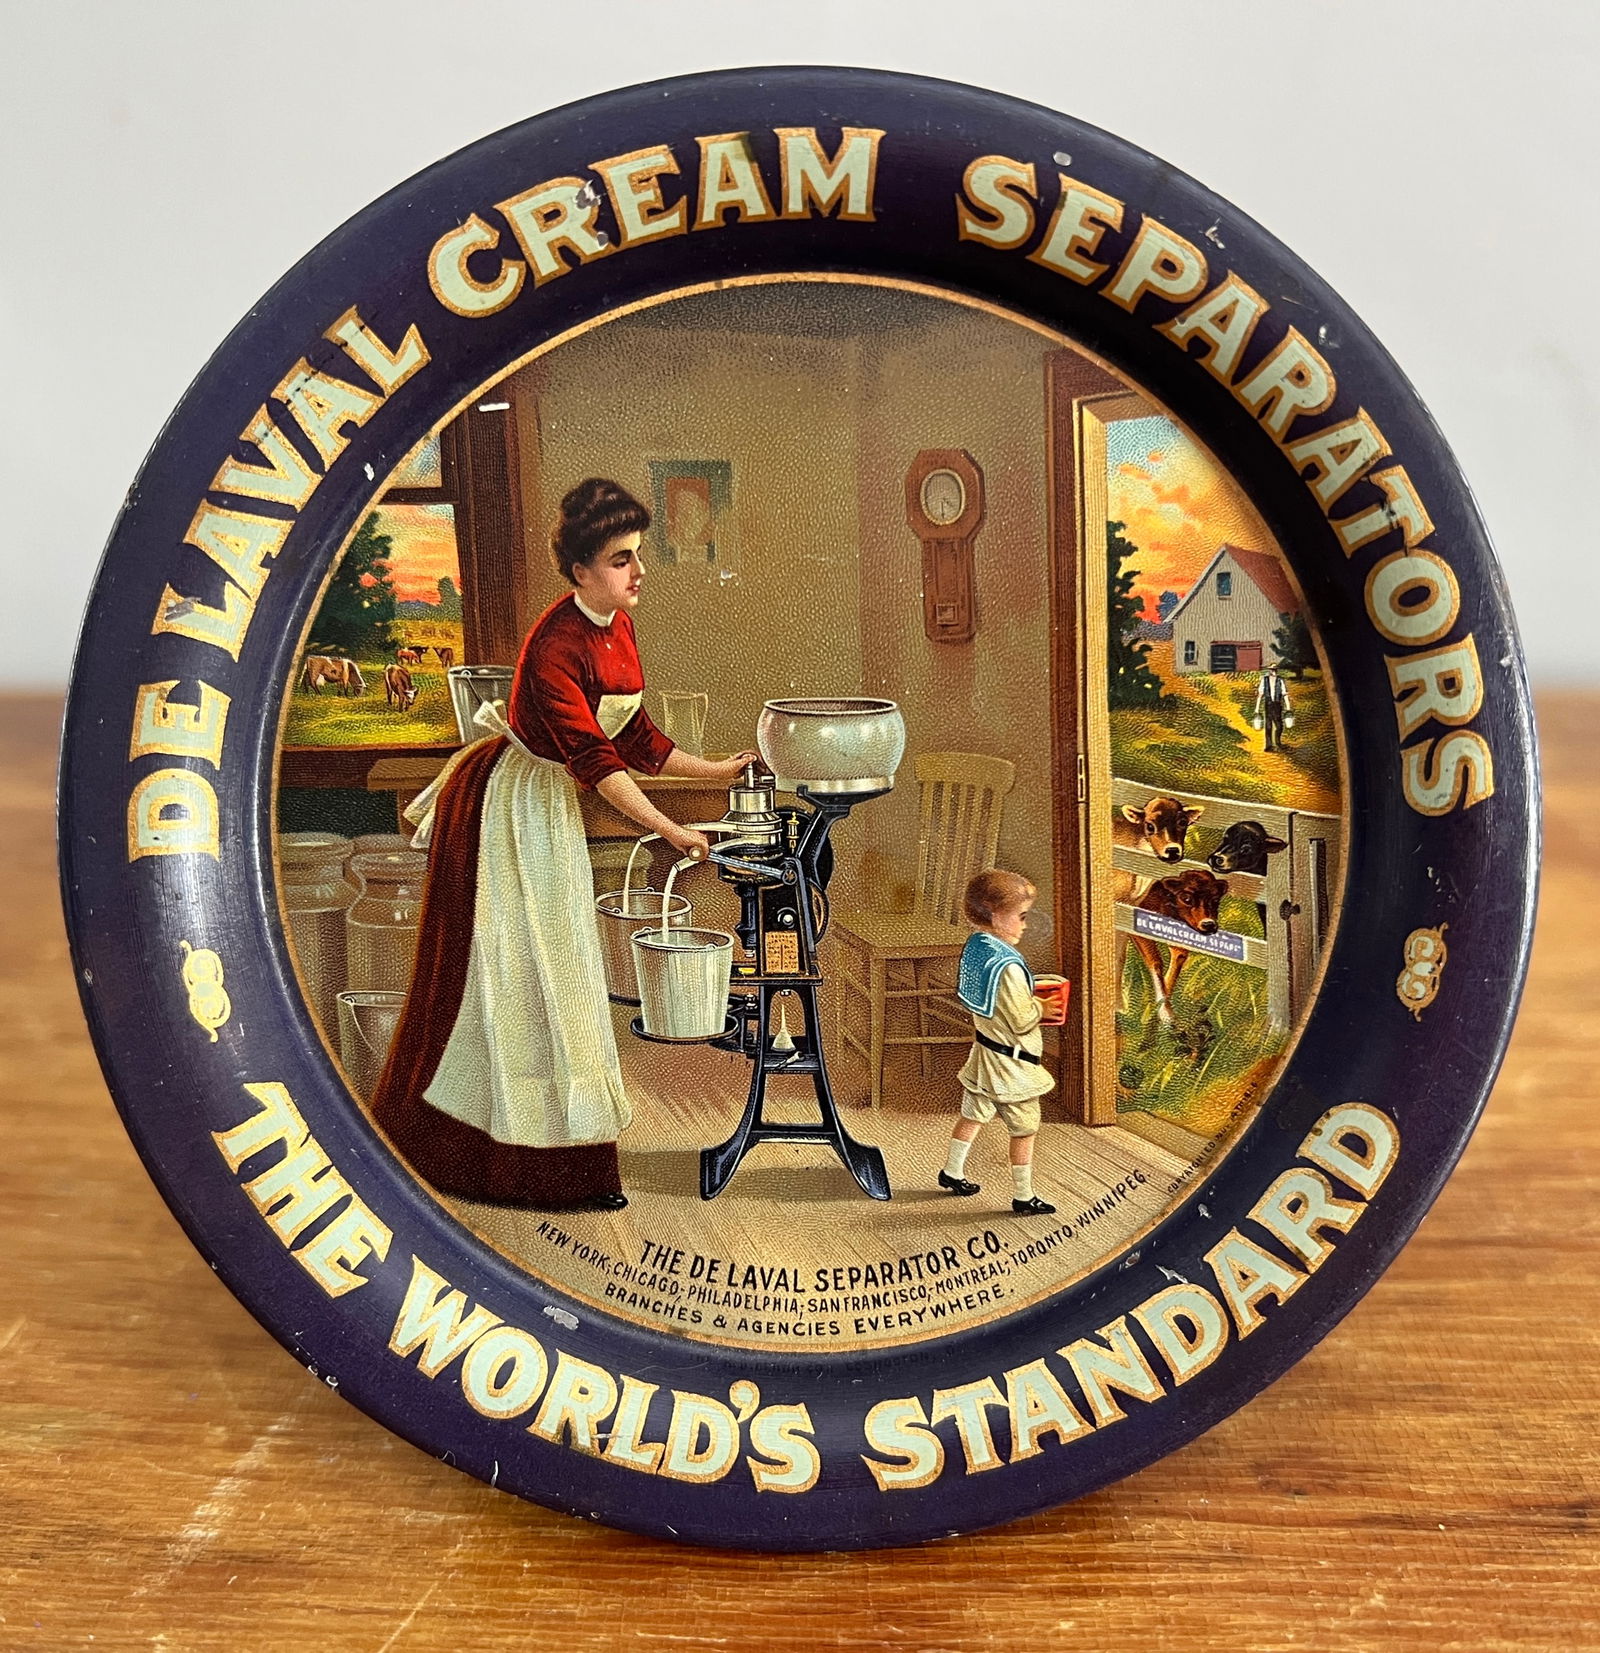 DE LAVAL CREAM SEPARATORS
DE LAVAL CREAM SEPAR
THE DE LAVAL SEPARATOR CO.
NEW YORK, CHICAGO, PHILADELPHIA, SAN FRANCISCO, MONTREAL, TORONTO, WINNIPEG.
BRANCHES & AGENCIES EVERYWHERE.
THE WORLD'S STANDARD